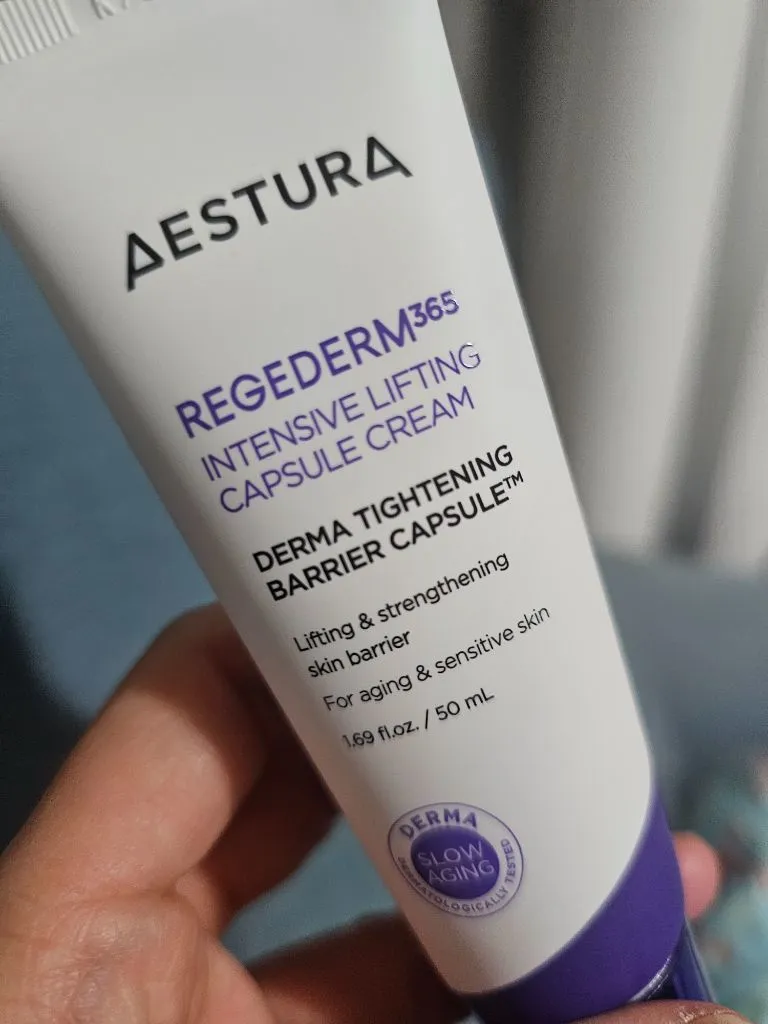 AESTURA
REGEDERM³⁶⁵
INTENSIVE LIFTING
CAPSULE CREAM
DERMA TIGHTENING
BARRIER CAPSULE™
Lifting & strengthening
skin barrier
For aging & sensitive skin
1.69 fl.oz. / 50 mL
DERMA
SLOW
AGING
DERMATOLOGICALLY TESTED